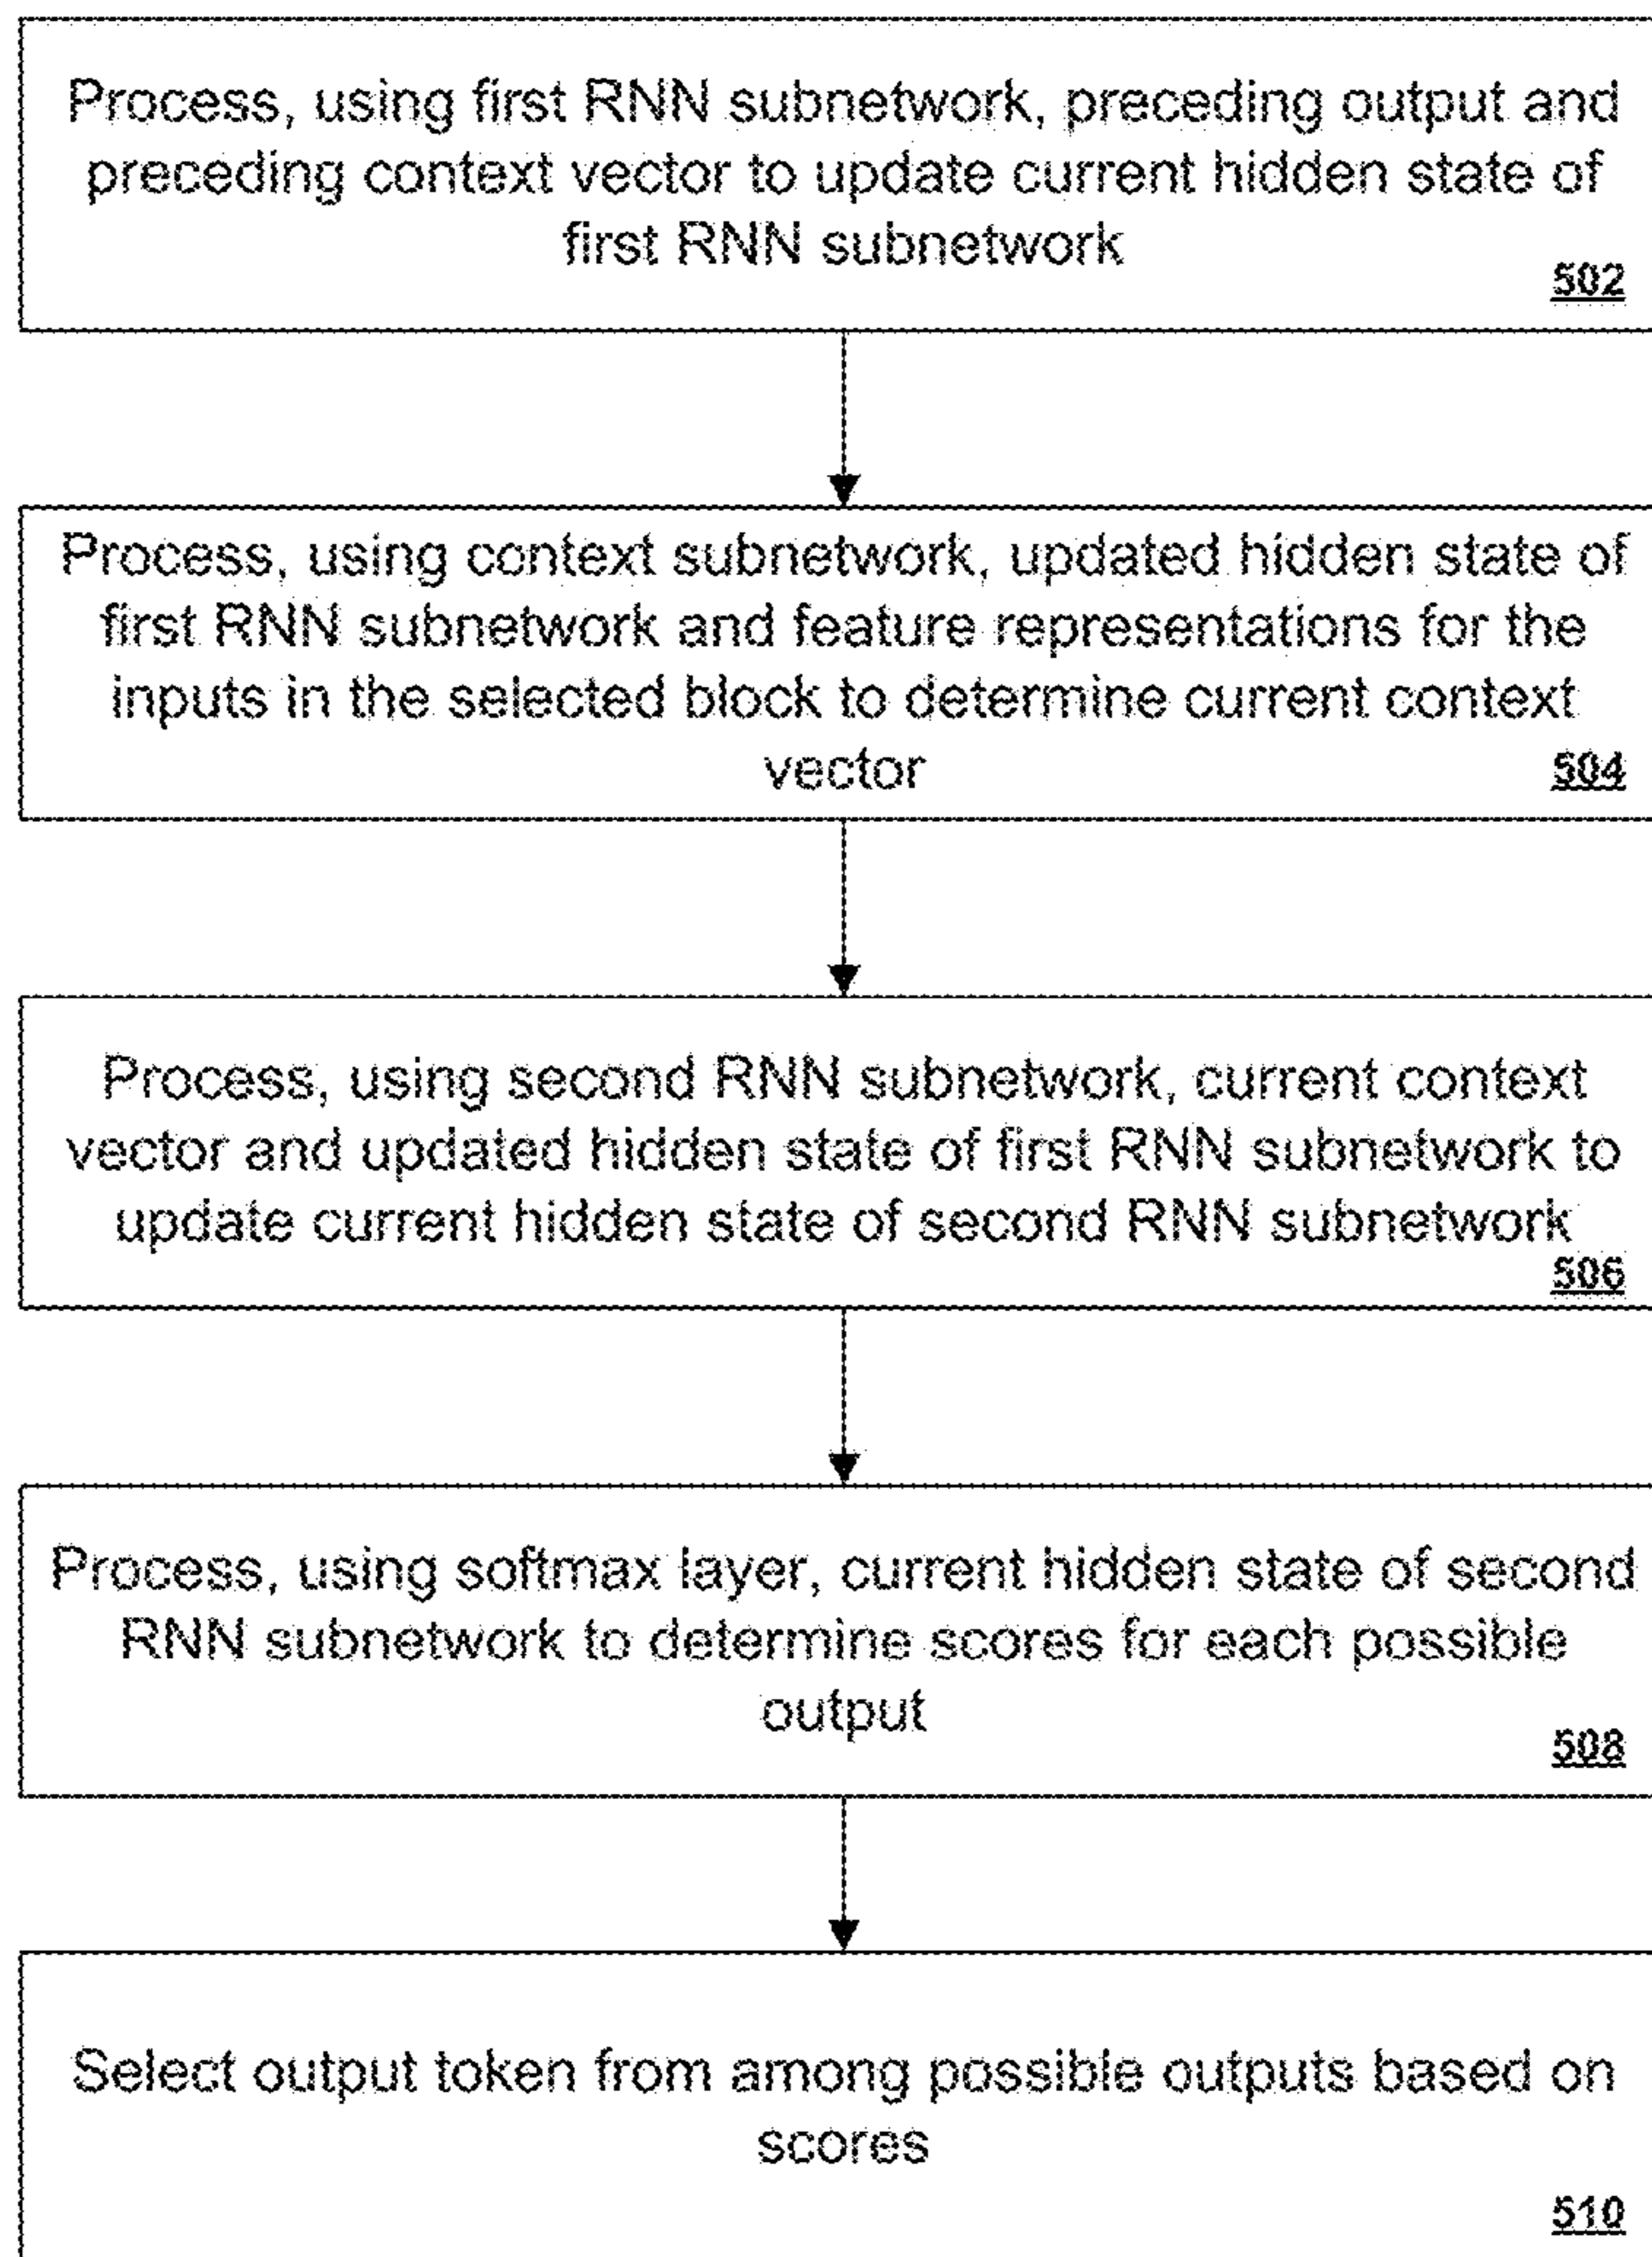 Process, using first RNN subnetwork, preceding output and
preceding context vector to update current hidden state of
first RNN subnetwork
502
Process, using context subnetwork, updated hidden state of
first RNN subnetwork and feature representations for the
inputs in the selected block to determine current context
vector
504
Process, using second RNN subnetwork, current context
vector and updated hidden state of first RNN subnetwork to
update current hidden state of second RNN subnetwork
506
Process, using softmax layer, current hidden state of second
RNN subnetwork to determine scores for each possible
output
508
Select output token from among possible outputs based on
scores
510